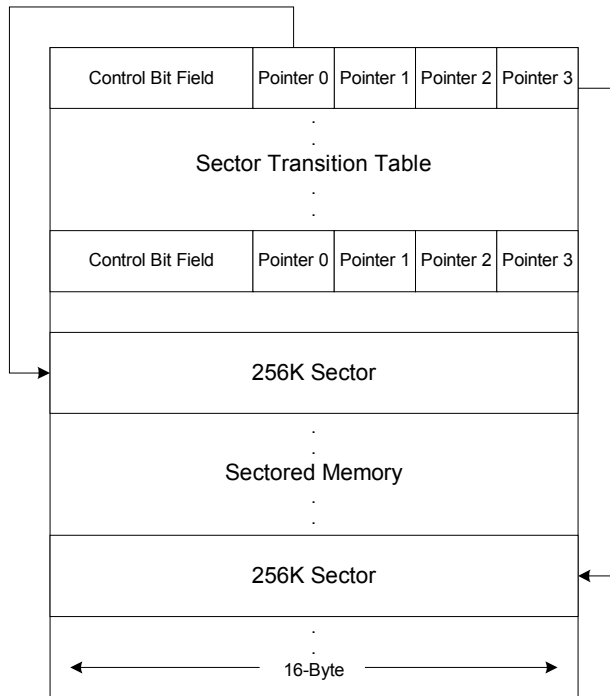 Control Bit Field Pointer 0 Pointer 1 Pointer 2 Pointer 3
.
.
Sector Transition Table
.
.
Control Bit Field Pointer 0 Pointer 1 Pointer 2 Pointer 3
256K Sector
.
.
Sectored Memory
.
.
256K Sector
.
.
16-Byte